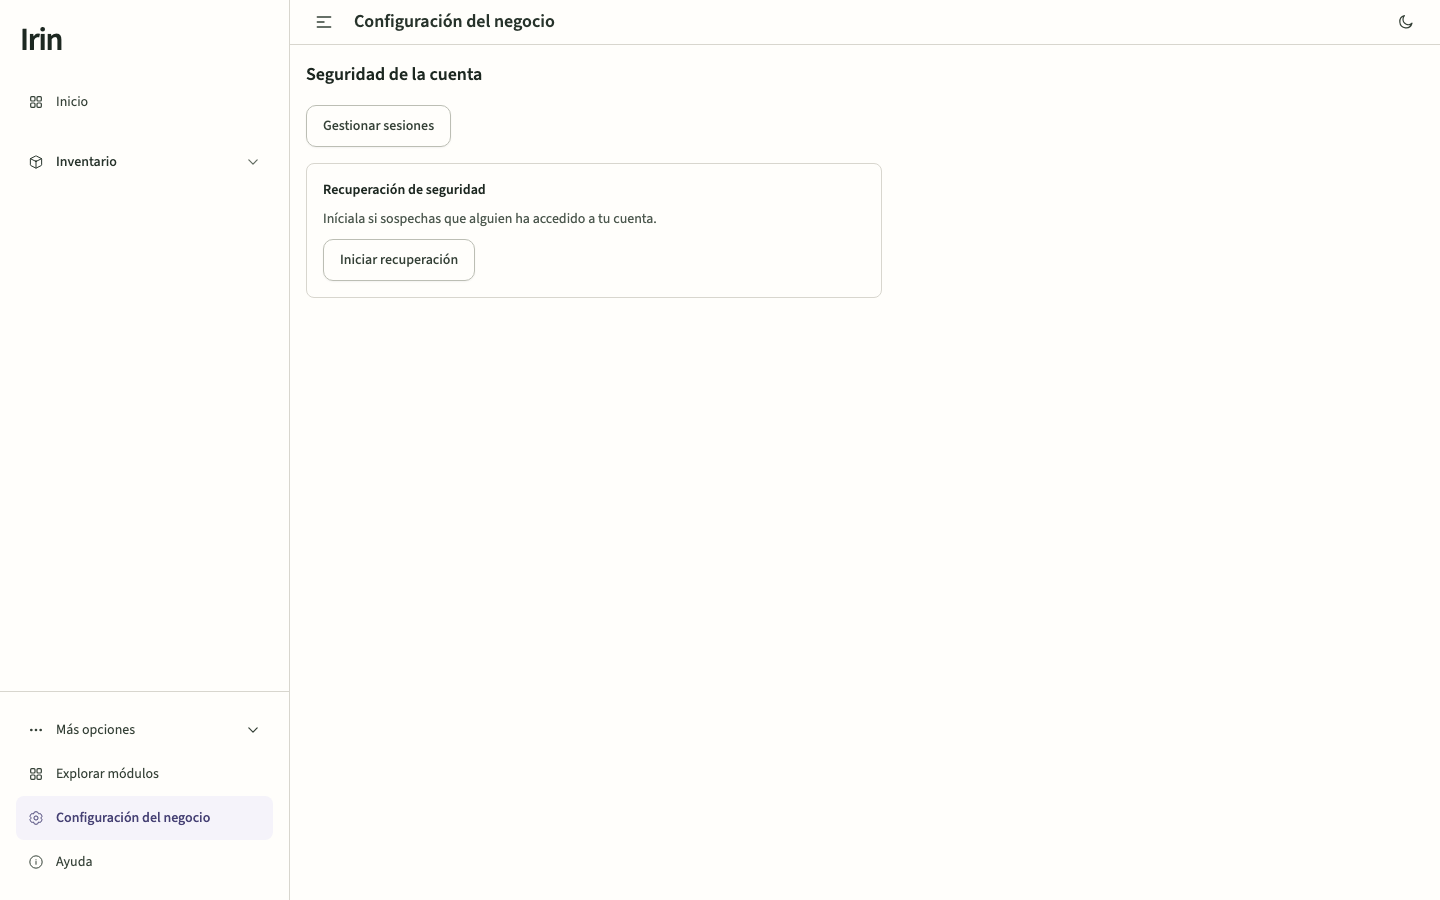 Irin
Inicio
Inventario
Más opciones
Explorar módulos
Configuración del negocio
Ayuda
Configuración del negocio
Seguridad de la cuenta
Gestionar sesiones
Recuperación de seguridad
Iníciala si sospechas que alguien ha accedido a tu cuenta.
Iniciar recuperación